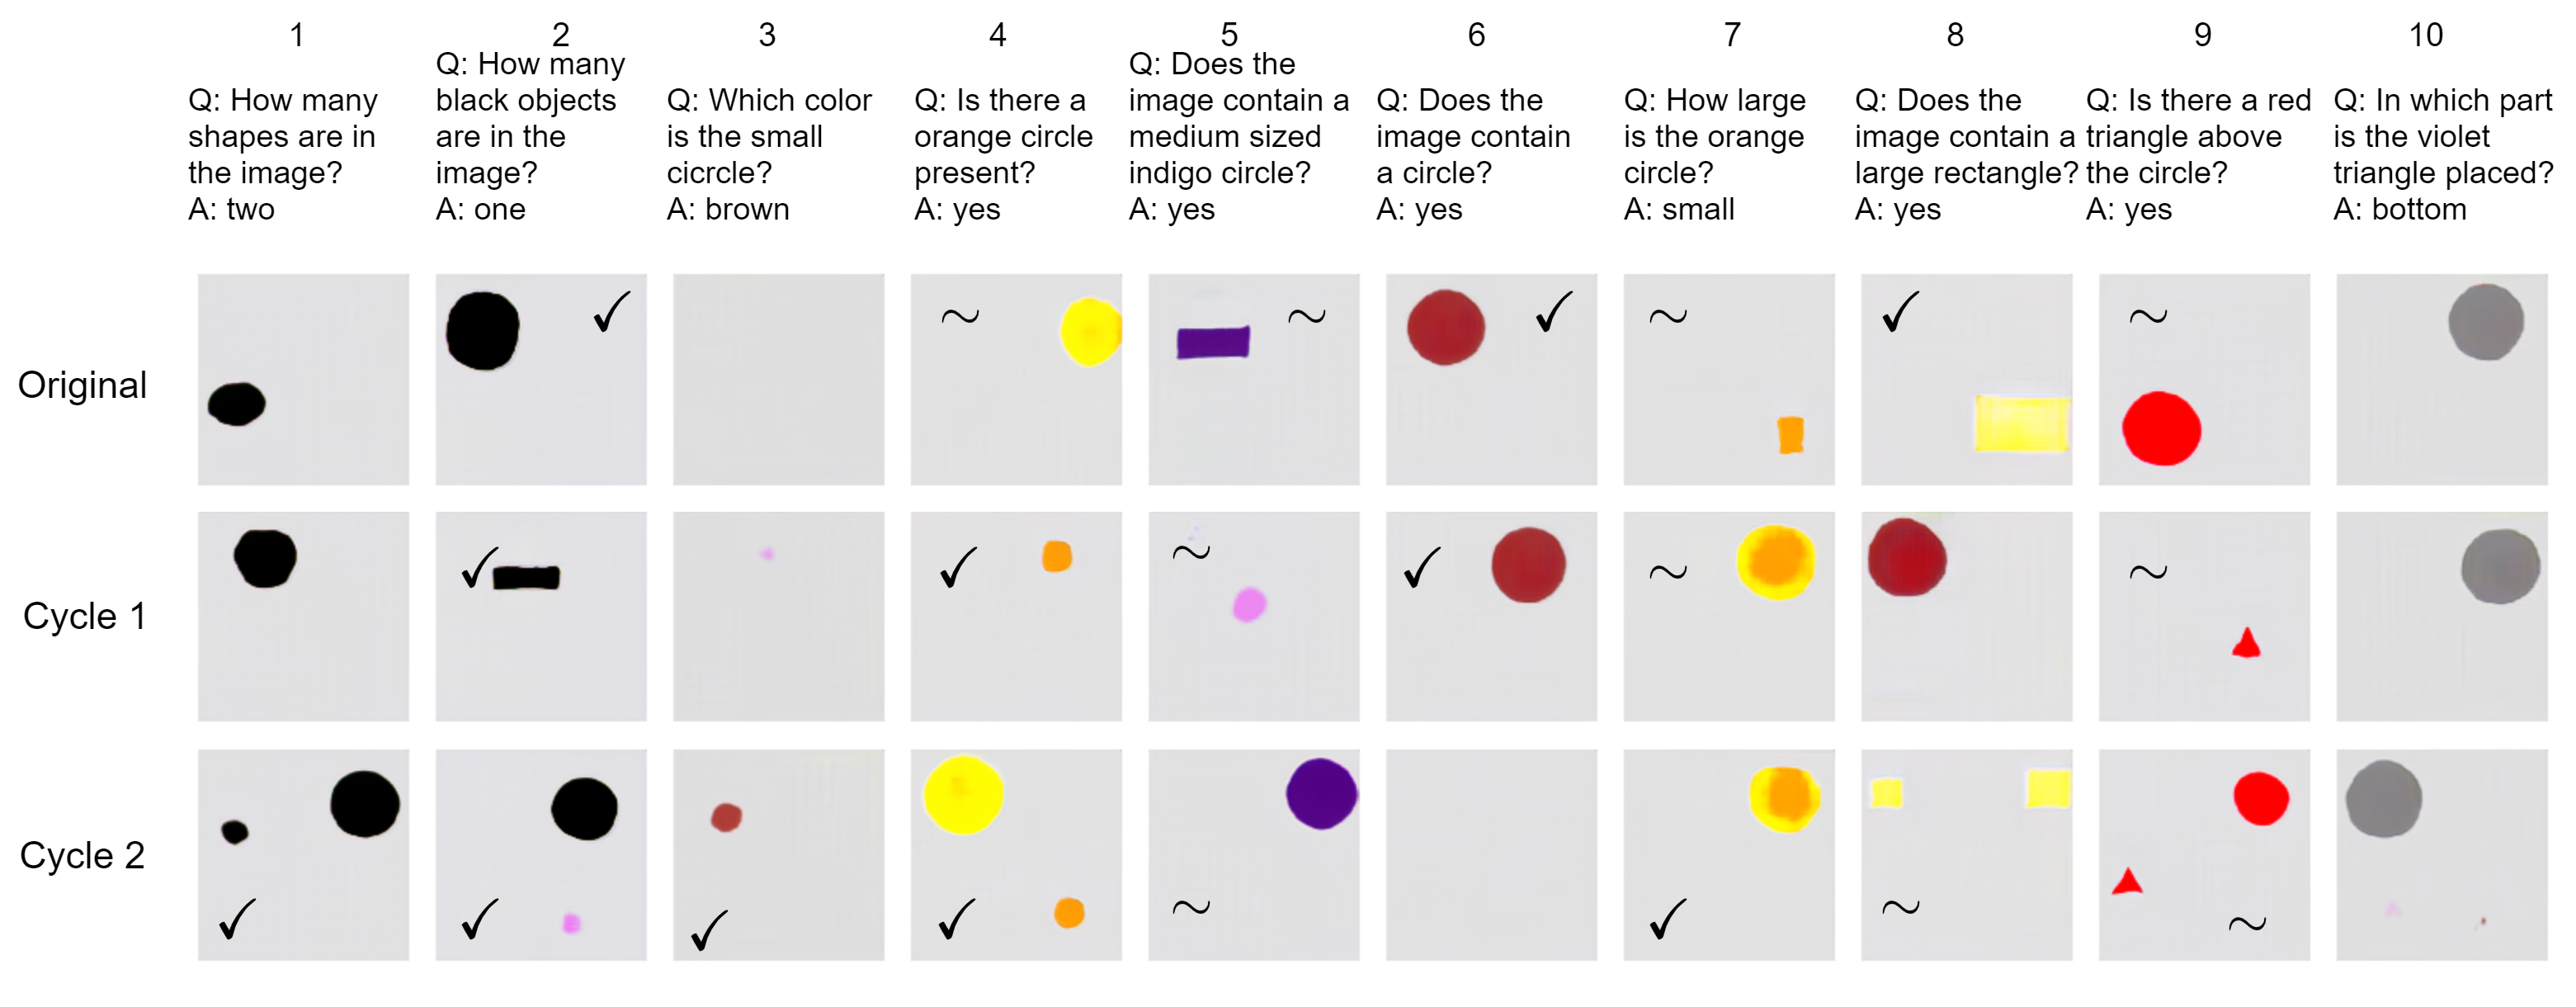 1
Q: How many
shapes are in
the image?
A: two
2
Q: How many
black objects
are in the
image?
A: one
3
Q: Which color
is the small
cicrcle?
A: brown
4
Q: Is there a
orange circle
present?
A: yes
5
Q: Does the
image contain a
medium sized
indigo circle?
A: yes
6
Q: Does the
image contain
a circle?
A: yes
7
Q: How large
is the orange
circle?
A: small
8
Q: Does the
image contain a
large rectangle?
A: yes
9
Q: Is there a red
triangle above
the circle?
A: yes
10
Q: In which part
is the violet
triangle placed?
A: bottom
Original
✓ ~ ~ ✓ ~ ✓ ~
Cycle 1
✓ ✓ ~ ✓ ~ ~
Cycle 2
✓ ✓ ✓ ✓ ~ ✓ ~ ~